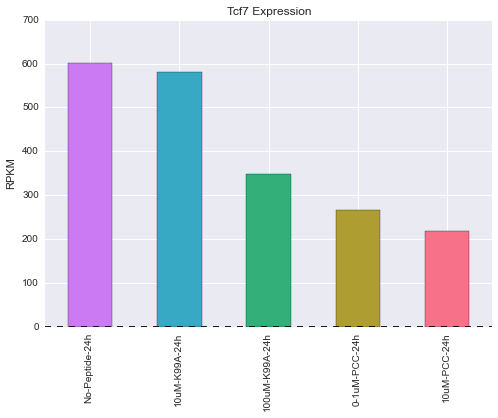 Tcf7 Expression
700
600
500
400
300
200
100
0
RPKM
No-Peptide-24h
10uM-K99A-24h
100uM-K99A-24h
0-1uM-PCC-24h
10uM-PCC-24h